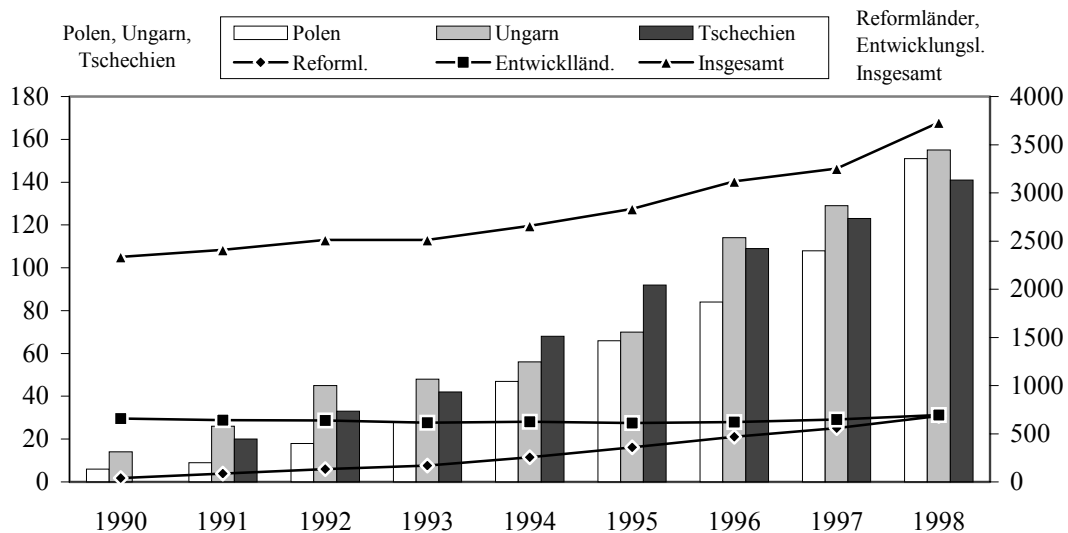 Polen, Ungarn,
Tschechien
Polen Ungarn Tschechien
Reforml. Entwicklländ. Insgesamt
Reformländer,
Entwicklungsl.
Insgesamt
180 4000
160 3500
140 3000
120 2500
100 2000
80 1500
60 1000
40 500
20 0
0
1990 1991 1992 1993 1994 1995 1996 1997 1998